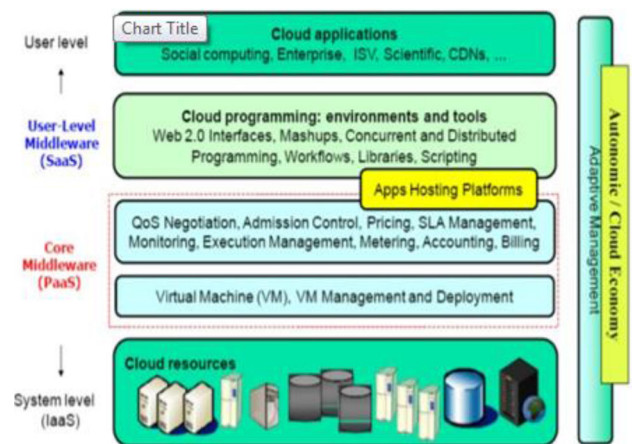 Chart Title
User level
Cloud applications
Social computing, Enterprise, ISV, Scientific, CDNs, ...
User-Level
Middleware
(SaaS)
Cloud programming: environments and tools
Web 2.0 Interfaces, Mashups, Concurrent and Distributed
Programming, Workflows, Libraries, Scripting
Apps Hosting Platforms
Core
Middleware
(PaaS)
QoS Negotiation, Admission Control, Pricing, SLA Management,
Monitoring, Execution Management, Metering, Accounting, Billing
Virtual Machine (VM), VM Management and Deployment
System level
(IaaS)
Cloud resources
Adaptive Management
Autonomic / Cloud Economy